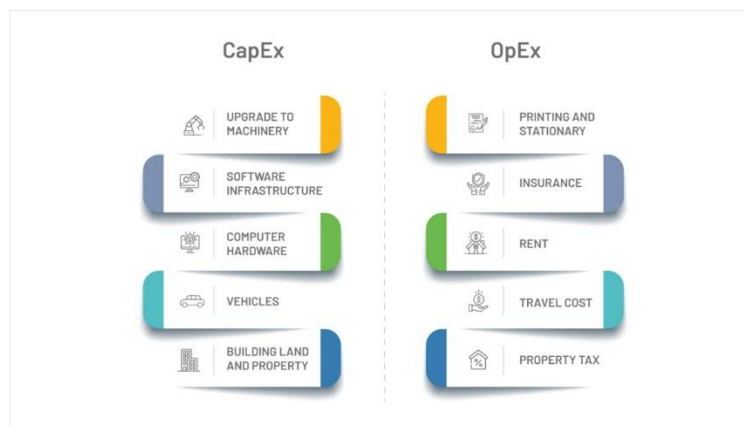 CapEx
UPGRADE TO
MACHINERY
SOFTWARE
INFRASTRUCTURE
COMPUTER
HARDWARE
VEHICLES
BUILDING LAND
AND PROPERTY
OpEx
PRINTING AND
STATIONARY
INSURANCE
RENT
TRAVEL COST
PROPERTY TAX